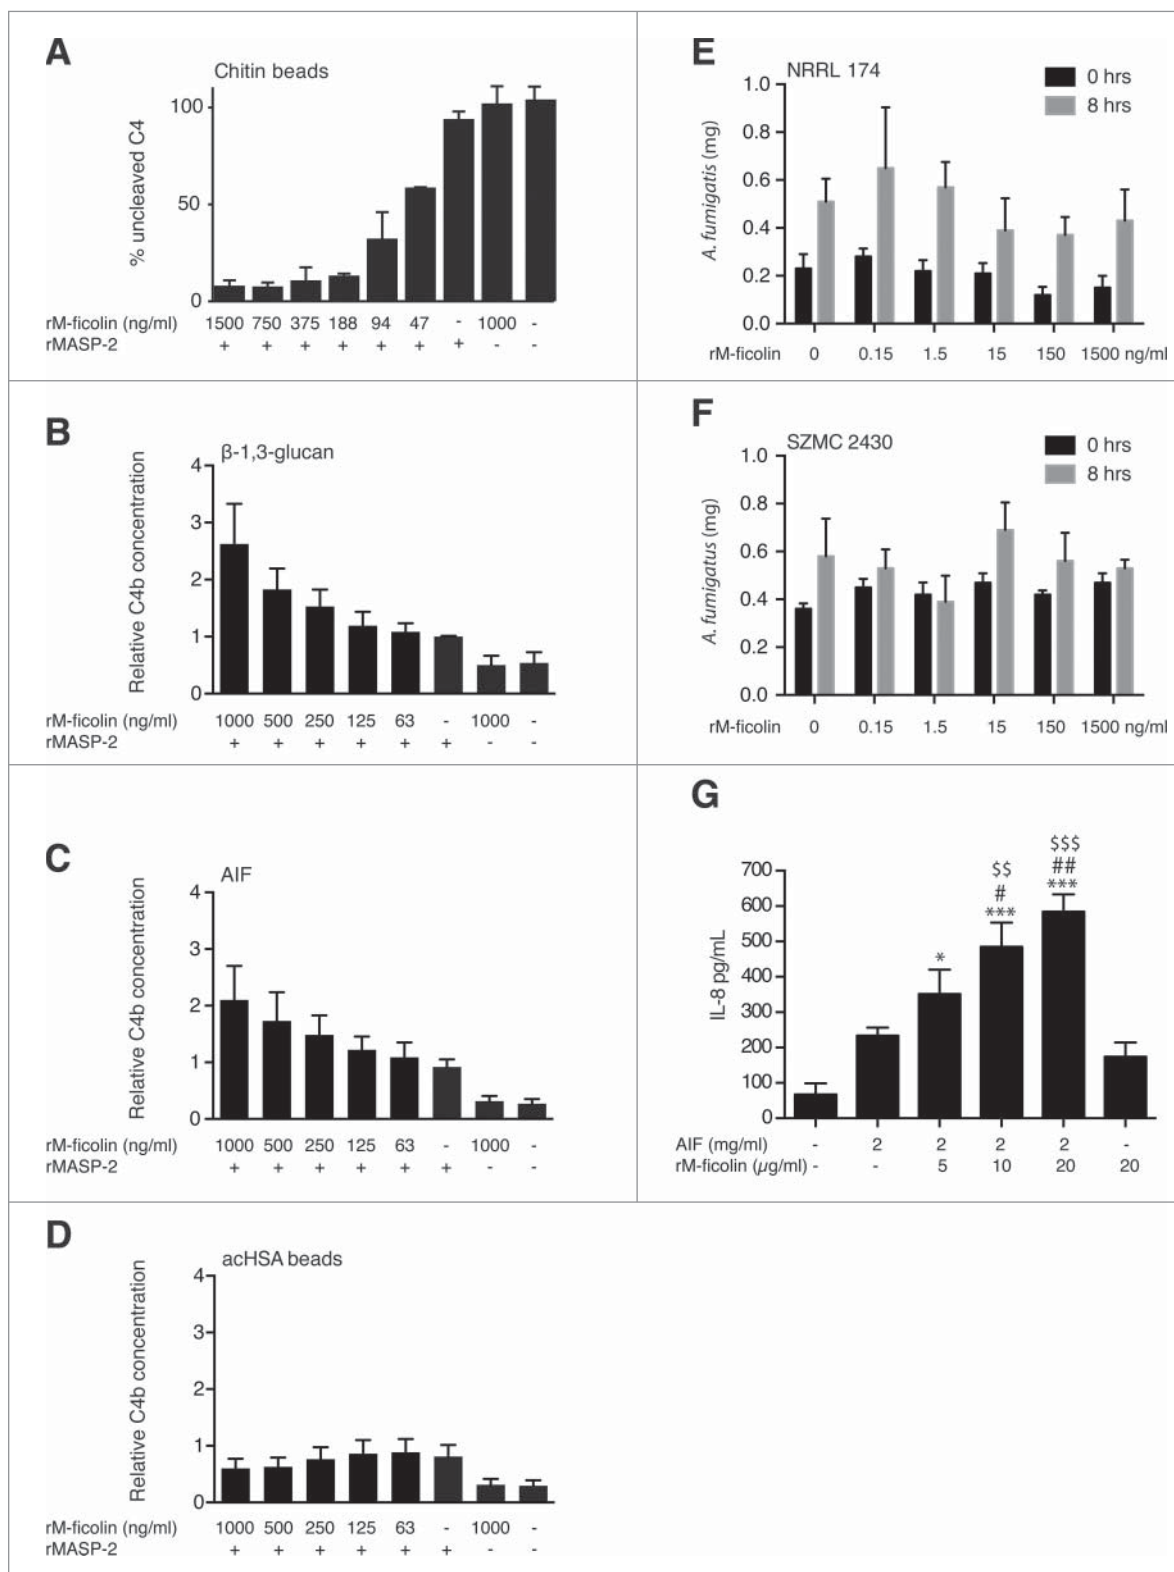 A
Chitin beads
% uncleaved C4
100
50
0
rM-ficolin (ng/ml) 1500 750 375 188 94 47 - 1000 -
rMASP-2 + + + + + + + - -
B
β-1,3-glucan
Relative C4b concentration
4
3
2
1
0
rM-ficolin (ng/ml) 1000 500 250 125 63 - 1000 -
rMASP-2 + + + + + + - -
C
AIF
Relative C4b concentration
4
3
2
1
0
rM-ficolin (ng/ml) 1000 500 250 125 63 - 1000 -
rMASP-2 + + + + + + - -
D
acHSA beads
Relative C4b concentration
4
3
2
1
0
rM-ficolin (ng/ml) 1000 500 250 125 63 - 1000 -
rMASP-2 + + + + + + - -
E
NRRL 174
0 hrs
8 hrs
A. fumigatis (mg)
1.0
0.8
0.6
0.4
0.2
0.0
rM-ficolin 0 0.15 1.5 15 150 1500 ng/ml
F
SZMC 2430
0 hrs
8 hrs
A. fumigatus (mg)
1.0
0.8
0.6
0.4
0.2
0.0
rM-ficolin 0 0.15 1.5 15 150 1500 ng/ml
G
IL-8 pg/mL
700
600
500
400
300
200
100
0
*
$$
#
***
$$$
##
***
AIF (mg/ml) - 2 2 2 2 -
rM-ficolin (µg/ml) - - 5 10 20 20